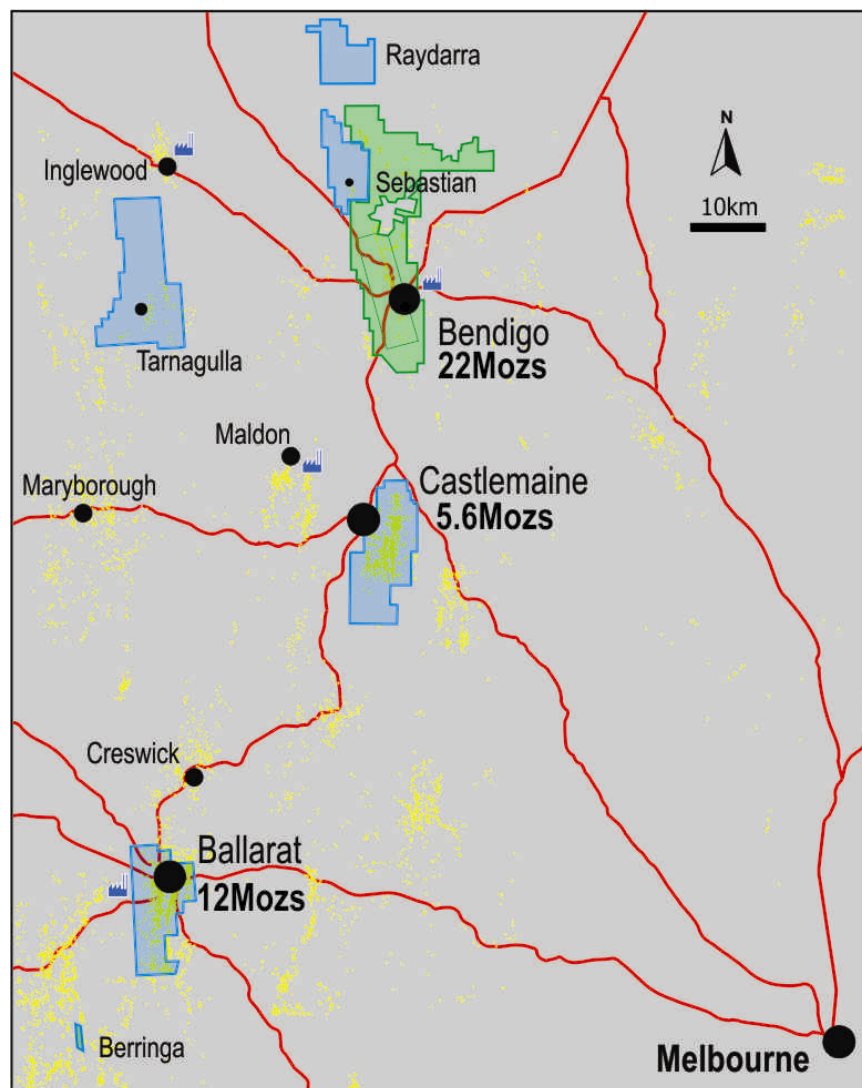 Raydarra
N
Inglewood
Sebastian
10km
Bendigo
22Mozs
Tarnagulla
Maldon
Maryborough
Castlemaine
5.6Mozs
Creswick
Ballarat
12Mozs
Berringa
Melbourne